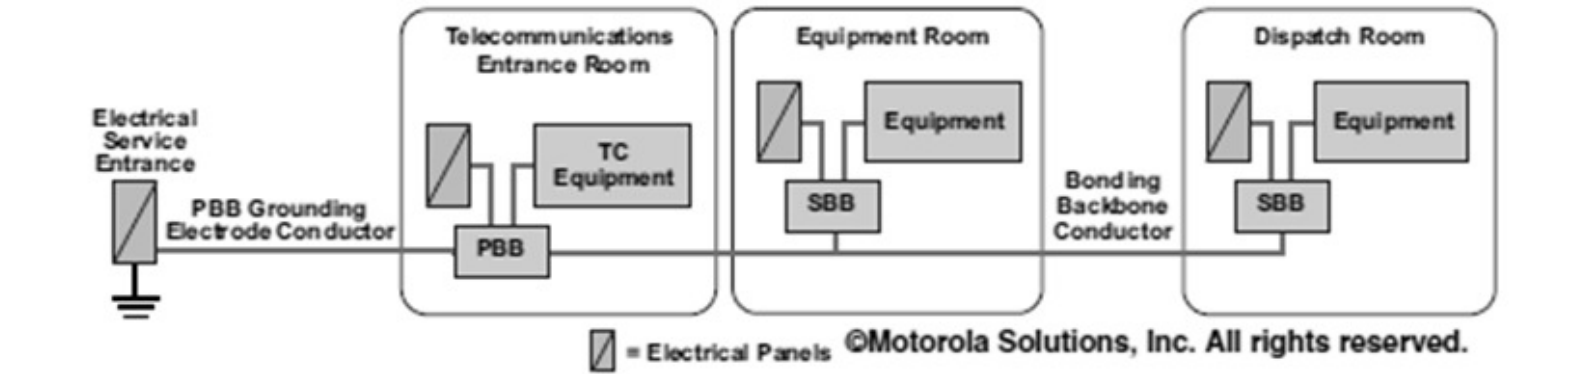 Electrical
Service
Entrance
PBB Grounding
Electrode Conductor
Telecommunications
Entrance Room
TC
Equipment
PBB
Equipment Room
Equipment
SBB
Bonding
Backbone
Conductor
Dispatch Room
Equipment
SBB
= Electrical Panels
©Motorola Solutions, Inc. All rights reserved.